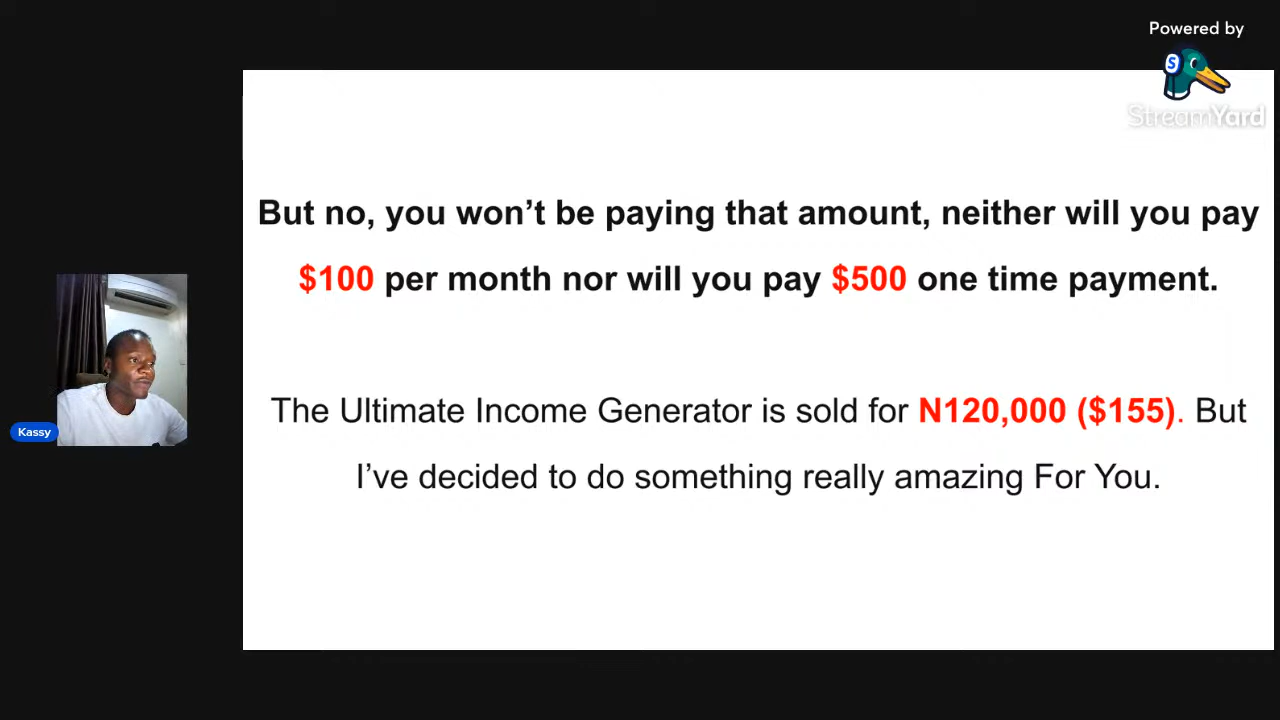 Powered by
S
StreamYard
But no, you won’t be paying that amount, neither will you pay
$100 per month nor will you pay $500 one time payment.
The Ultimate Income Generator is sold for N120,000 ($155). But
I’ve decided to do something really amazing For You.
Kassy